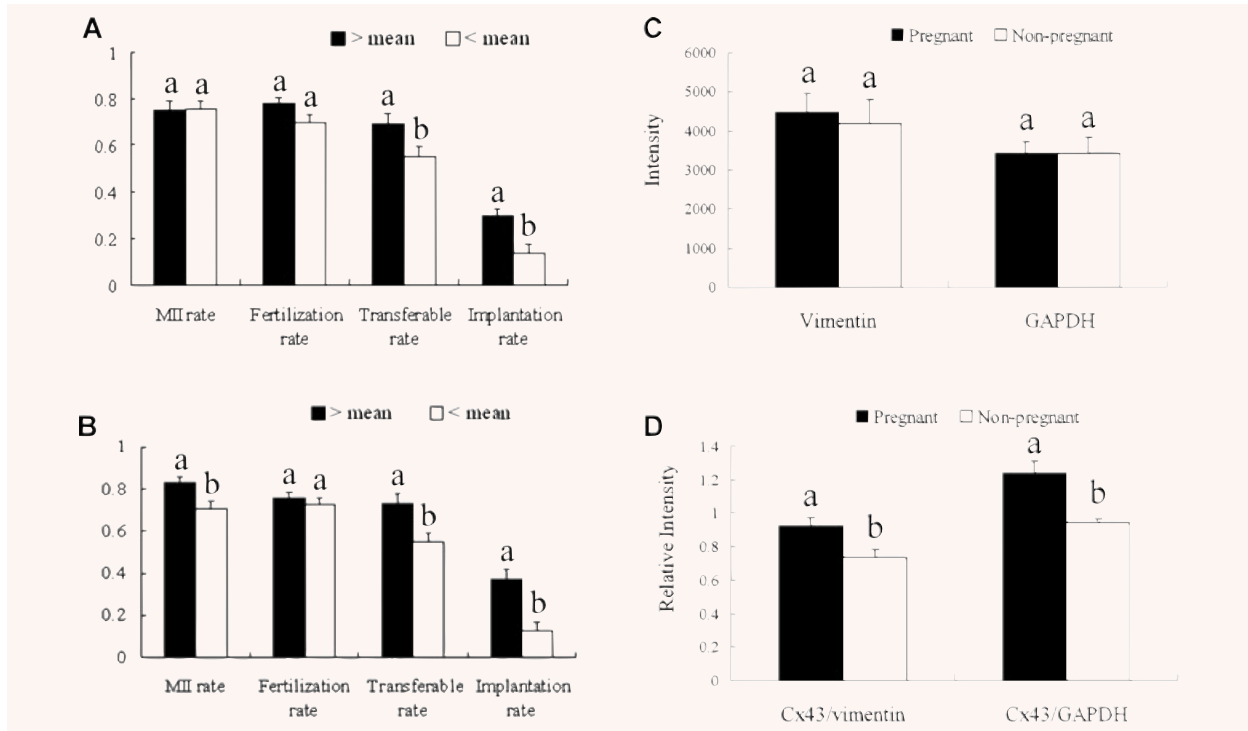 A
> mean < mean
1
0.8
0.6
0.4
0.2
0
a a
a a
a b
a b
MII rate Fertilization rate Transferable rate Implantation rate
B
> mean < mean
1
0.8
0.6
0.4
0.2
0
a b
a a
a b
a b
MII rate Fertilization rate Transferable rate Implantation rate
C
Pregnant Non-pregnant
Intensity
6000
5000
4000
3000
2000
1000
0
a a
a a
Vimentin GAPDH
D
Pregnant Non-pregnant
Relative Intensity
1.4
1.2
1
0.8
0.6
0.4
0.2
0
a b
a b
Cx43/vimentin Cx43/GAPDH